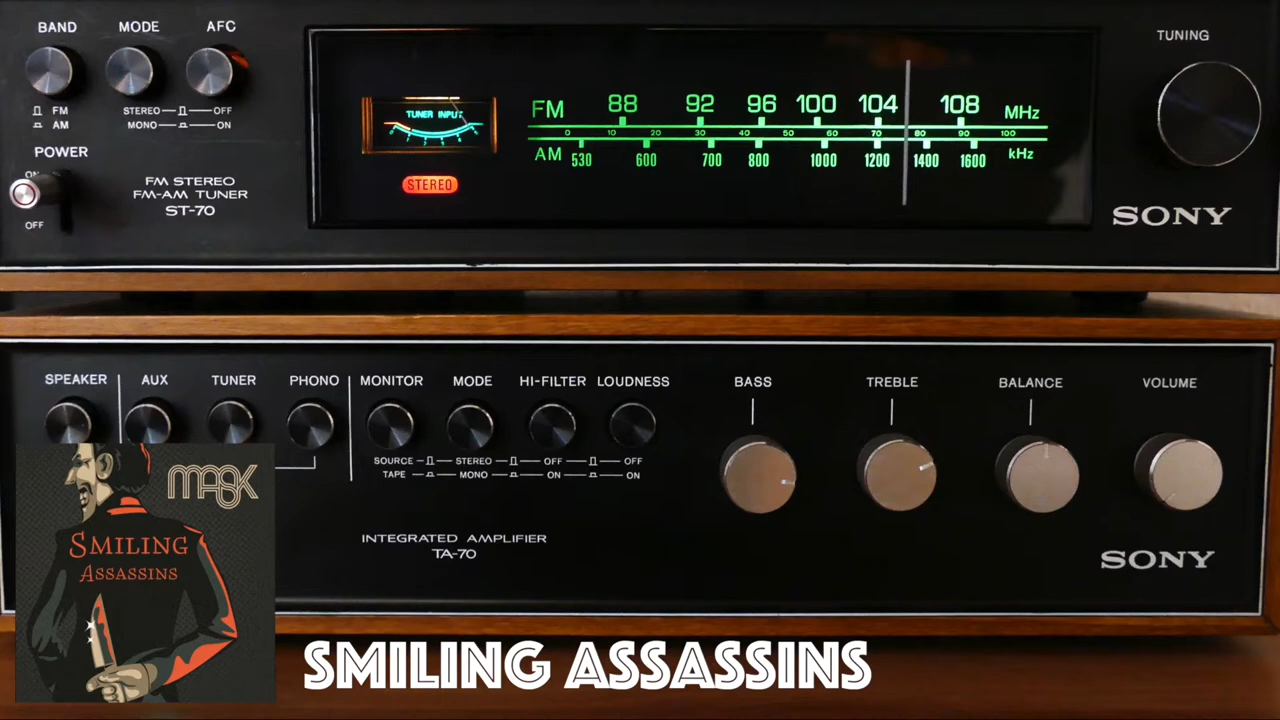 BAND MODE AFC
FM
AM
STEREO OFF
MONO ON
POWER
ON
OFF
FM STEREO
FM-AM TUNER
ST-70
TUNER INPUT
STEREO
FM 88 92 96 100 104 108 MHz
0 10 20 30 40 50 60 70 80 90 100
AM 530 600 700 800 1000 1200 1400 1600 kHz
TUNING
SONY
SPEAKER AUX TUNER PHONO MONITOR MODE HI-FILTER LOUDNESS
SOURCE STEREO OFF OFF
TAPE MONO ON ON
BASS TREBLE BALANCE VOLUME
INTEGRATED AMPLIFIER
TA-70
SONY
MASK
SMILING
ASSASSINS
SMILING ASSASSINS